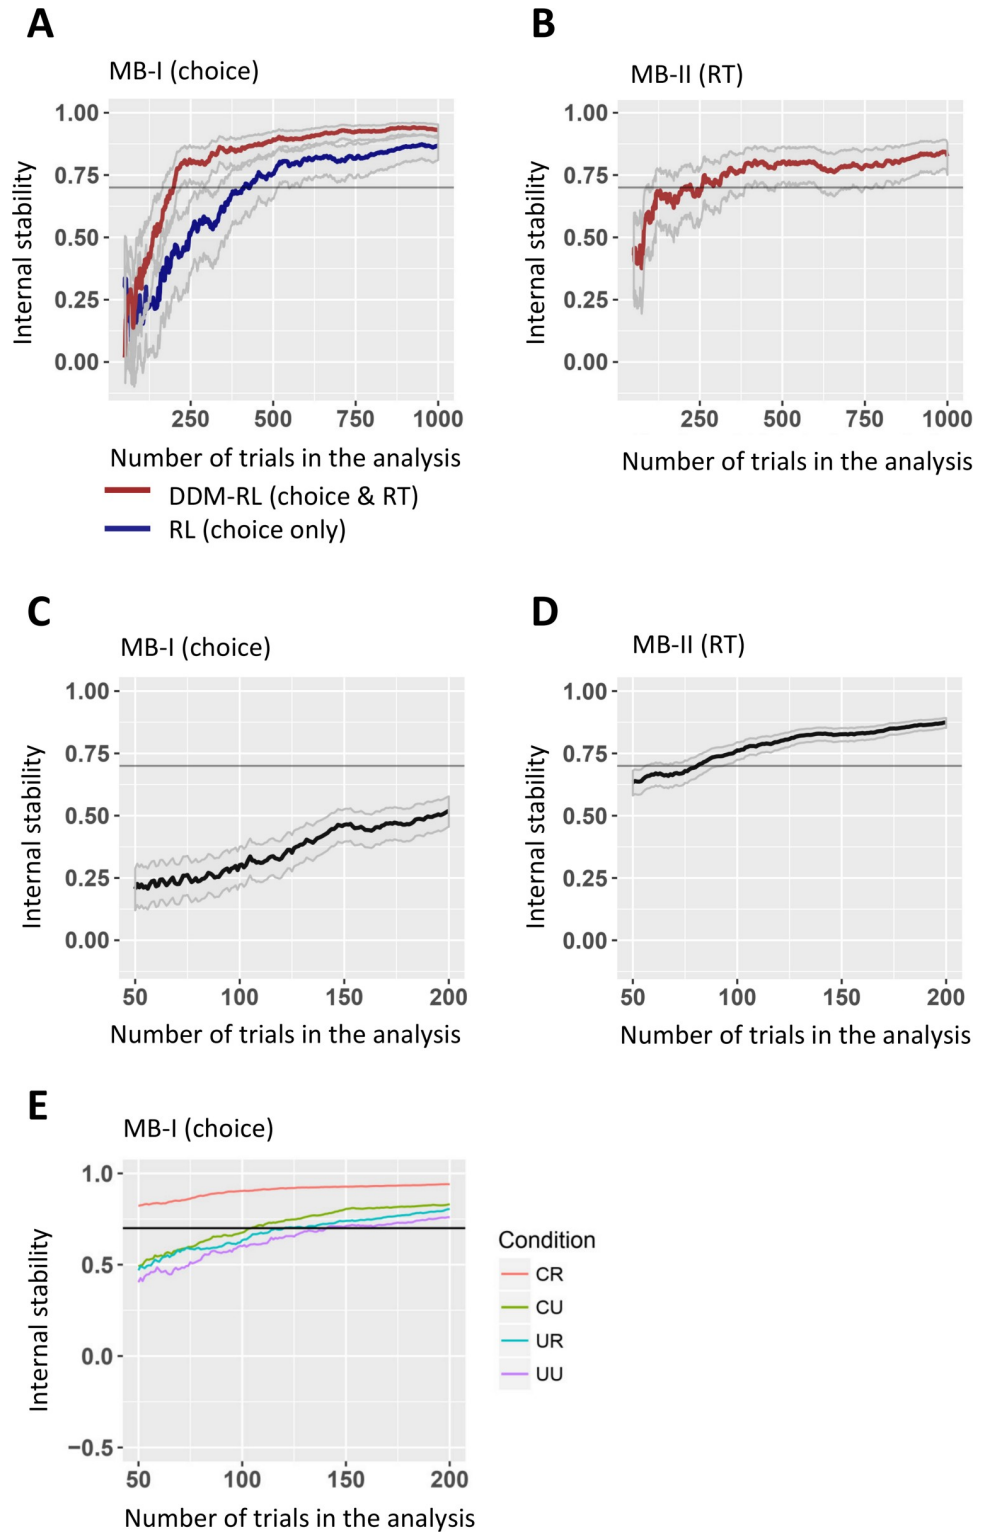 A
MB-I (choice)
1.00
0.75
0.50
0.25
0.00
Internal stability
250 500 750 1000
Number of trials in the analysis
DDM-RL (choice & RT)
RL (choice only)
B
MB-II (RT)
1.00
0.75
0.50
0.25
0.00
Internal stability
250 500 750 1000
Number of trials in the analysis
C
MB-I (choice)
1.00
0.75
0.50
0.25
0.00
Internal stability
50 100 150 200
Number of trials in the analysis
D
MB-II (RT)
1.00
0.75
0.50
0.25
0.00
Internal stability
50 100 150 200
Number of trials in the analysis
E
MB-I (choice)
1.0
0.5
0.0
−0.5
Internal stability
50 100 150 200
Number of trials in the analysis
Condition
CR
CU
UR
UU